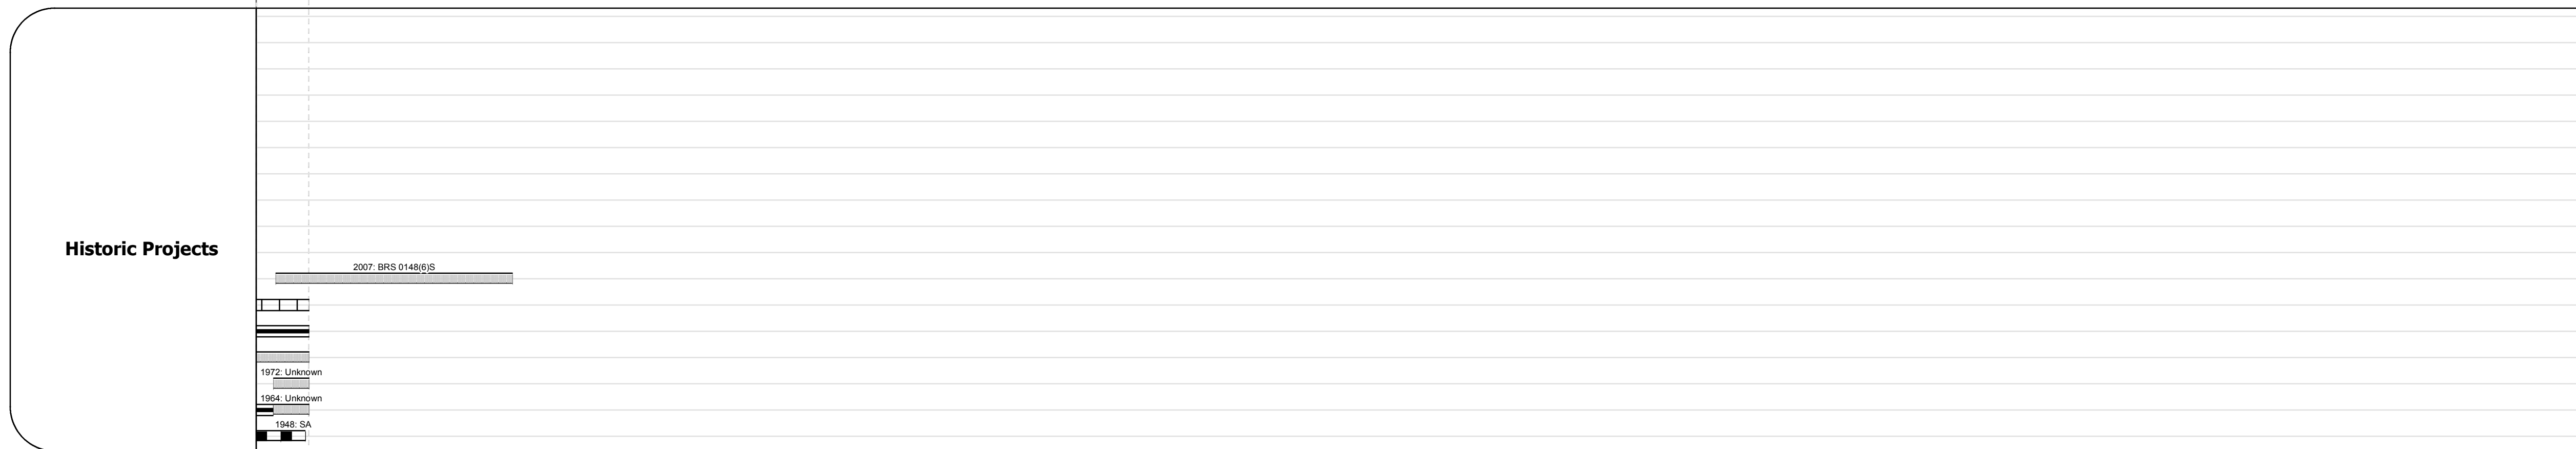 Historic Projects
2007: BRS 0148(6)S
1972: Unknown
1964: Unknown
1948: SA